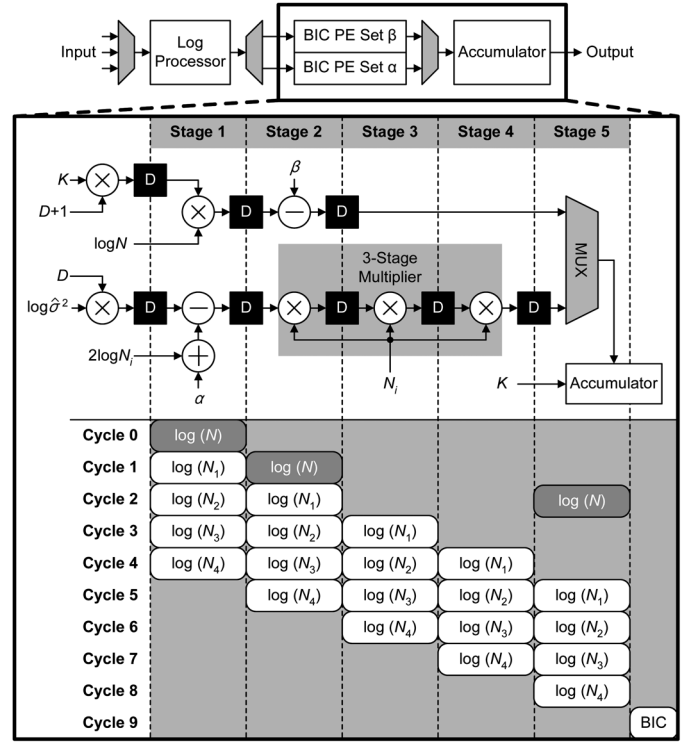 Input
Log
Processor
BIC PE Set β
BIC PE Set α
Accumulator
Output
Stage 1 Stage 2 Stage 3 Stage 4 Stage 5
K
D+1
D
logN
D
β
D
MUX
D
log σ̂ ²
D
2logNᵢ
α
D
3-Stage
Multiplier
D
D
D
Nᵢ
K
Accumulator
Cycle 0 log (N)
Cycle 1 log (N₁) log (N)
Cycle 2 log (N₂) log (N₁) log (N)
Cycle 3 log (N₃) log (N₂) log (N₁)
Cycle 4 log (N₄) log (N₃) log (N₂) log (N₁)
Cycle 5 log (N₄) log (N₃) log (N₂) log (N₁)
Cycle 6 log (N₄) log (N₃) log (N₂)
Cycle 7 log (N₄) log (N₃)
Cycle 8 log (N₄)
Cycle 9 BIC